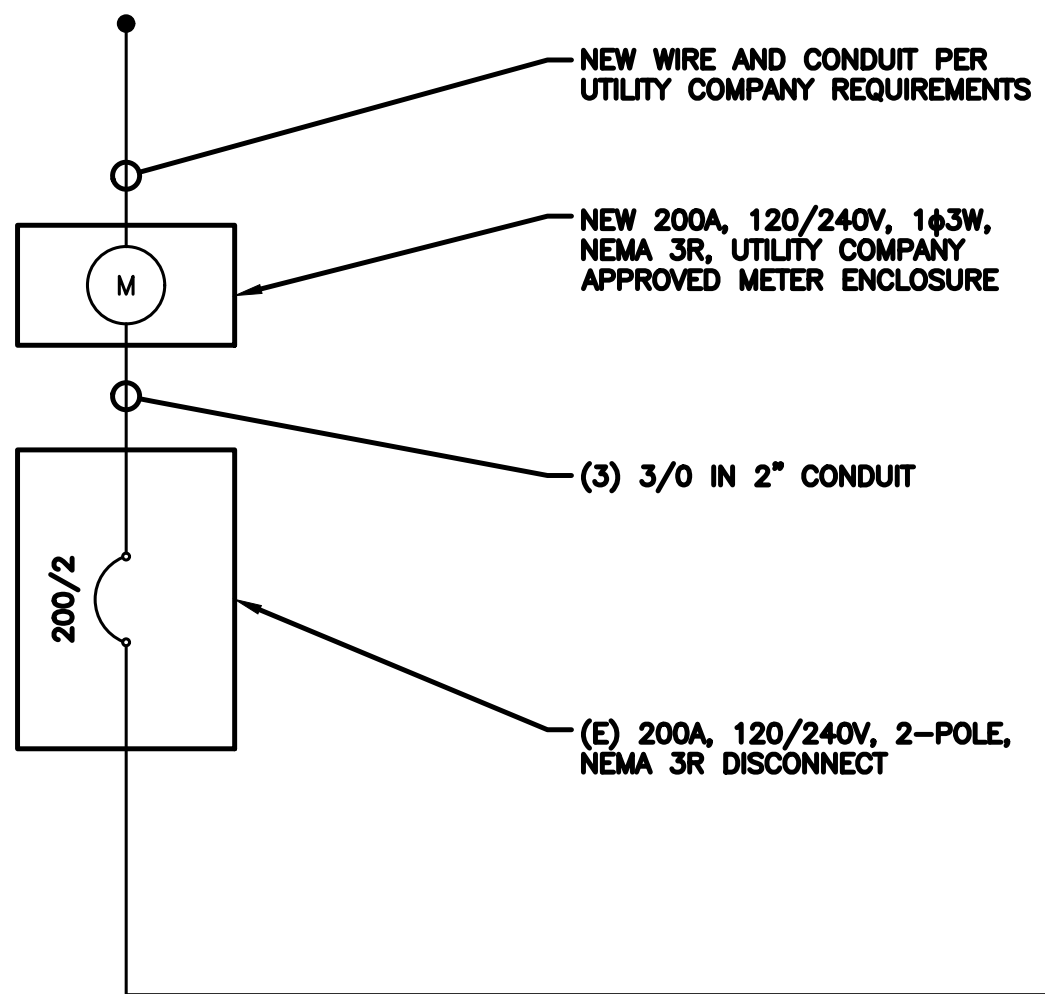 NEW WIRE AND CONDUIT PER
UTILITY COMPANY REQUIREMENTS
NEW 200A, 120/240V, 1ϕ3W,
NEMA 3R, UTILITY COMPANY
APPROVED METER ENCLOSURE
M
(3) 3/0 IN 2" CONDUIT
200/2
(E) 200A, 120/240V, 2-POLE,
NEMA 3R DISCONNECT